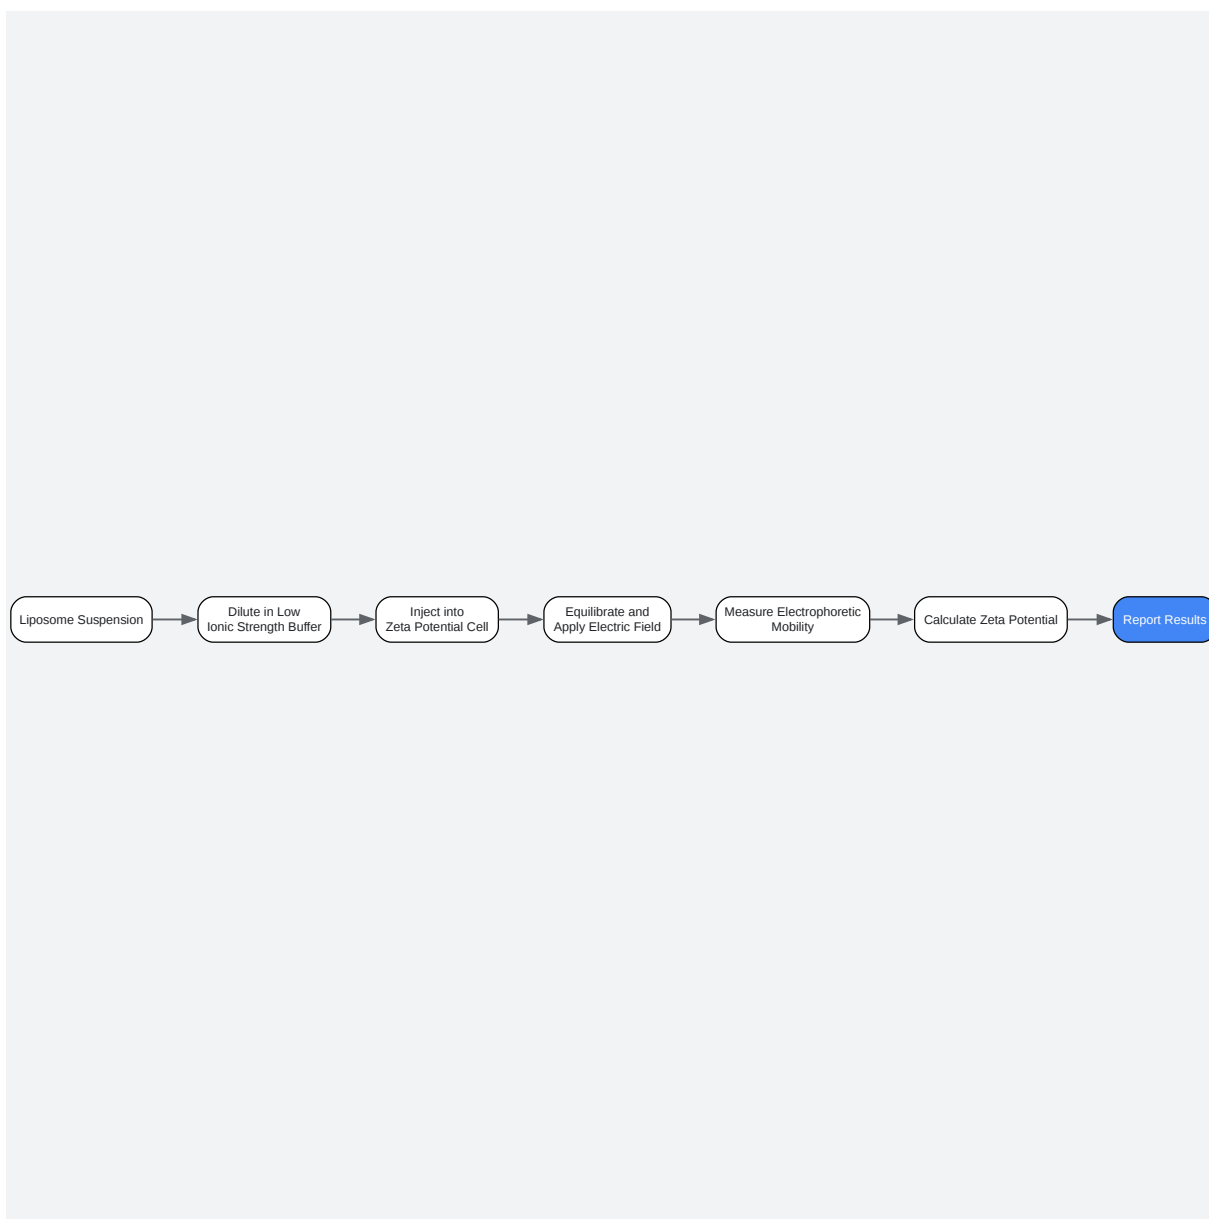 Liposome Suspension
Dilute in Low
Ionic Strength Buffer
Inject into
Zeta Potential Cell
Equilibrate and
Apply Electric Field
Measure Electrophoretic
Mobility
Calculate Zeta Potential
Report Results